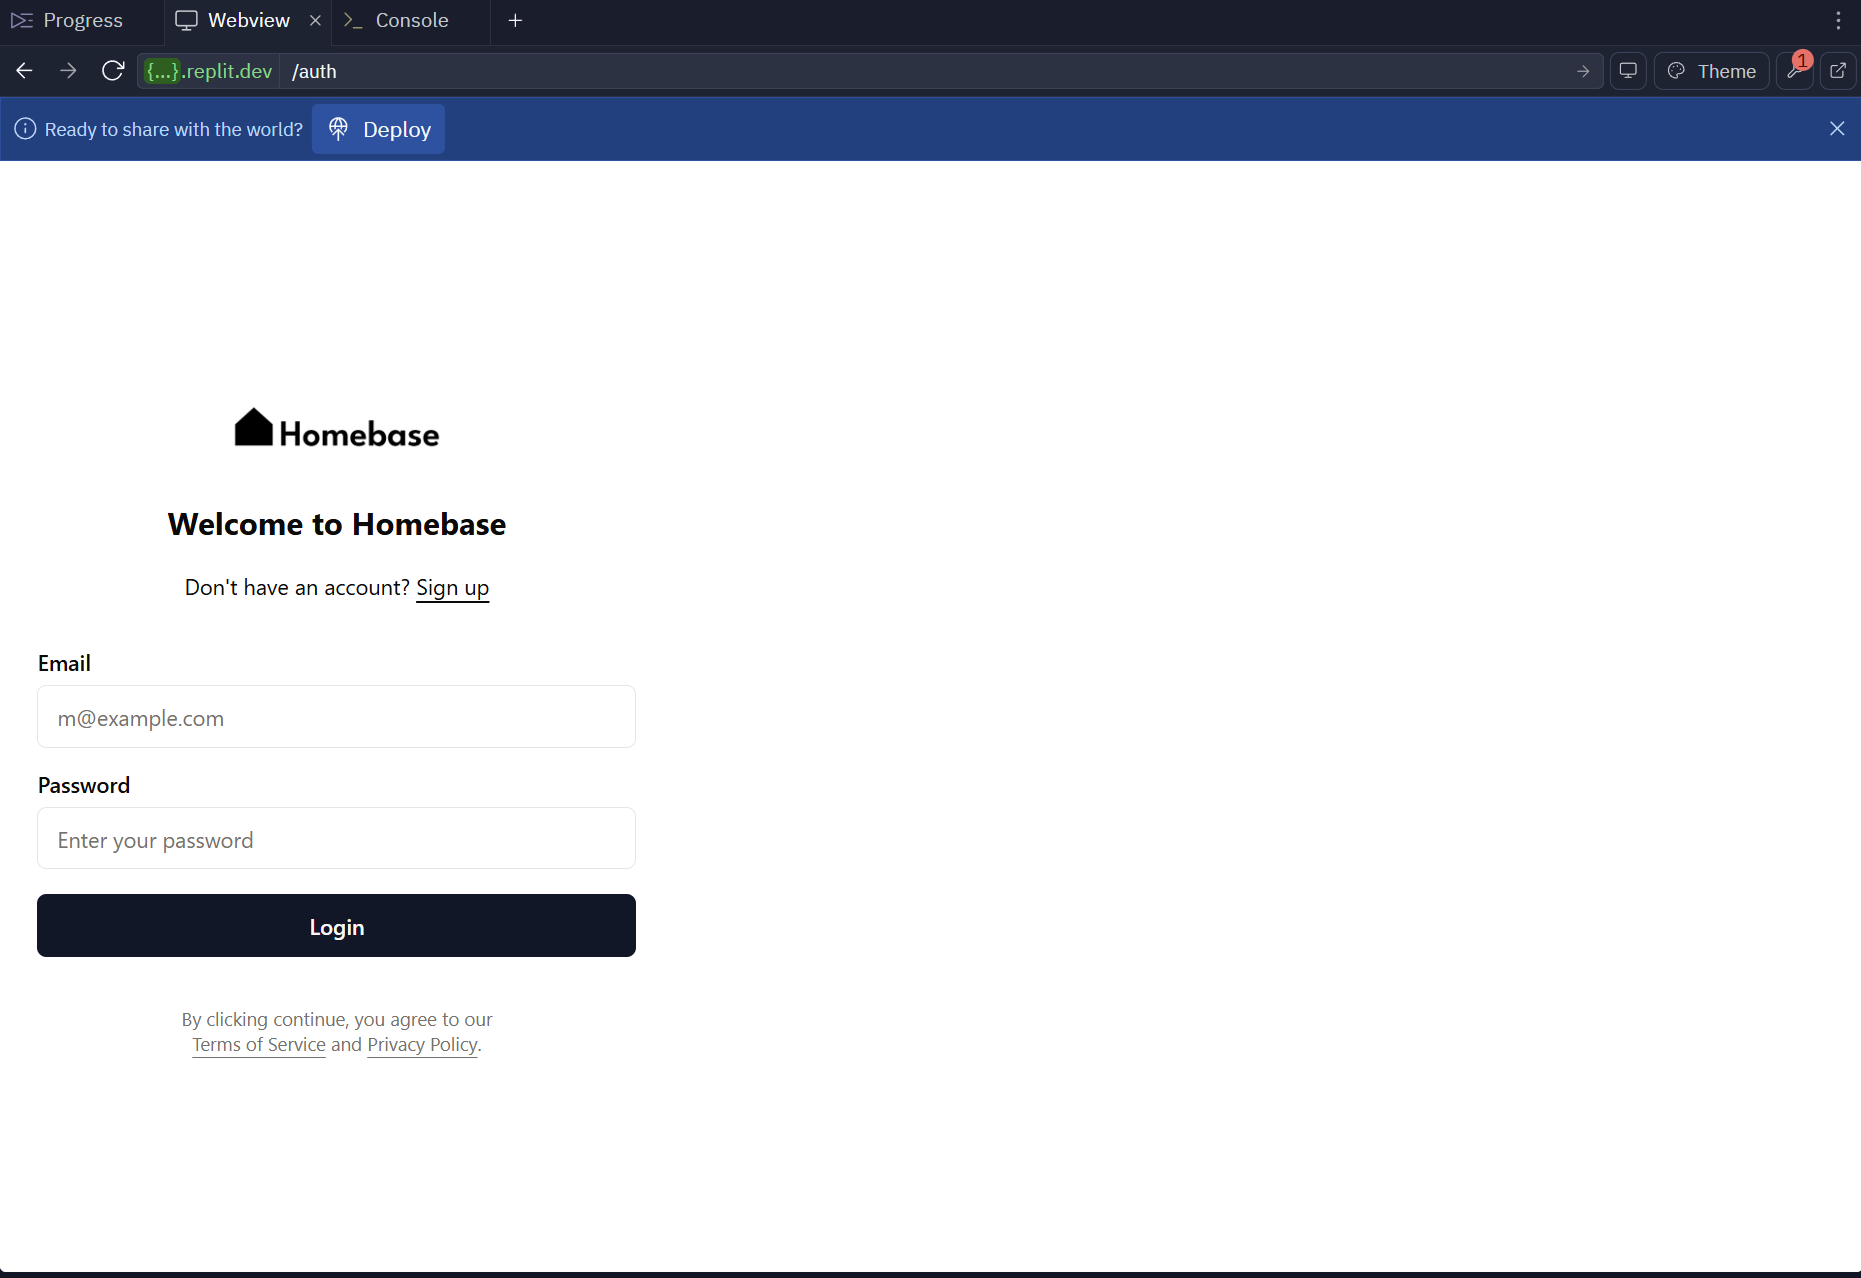 Progress
Webview
Console
{...}.replit.dev
/auth
Theme
1
Ready to share with the world?
Deploy
Homebase
Welcome to Homebase
Don't have an account? Sign up
Email
m@example.com
Password
Enter your password
Login
By clicking continue, you agree to our
Terms of Service and Privacy Policy.